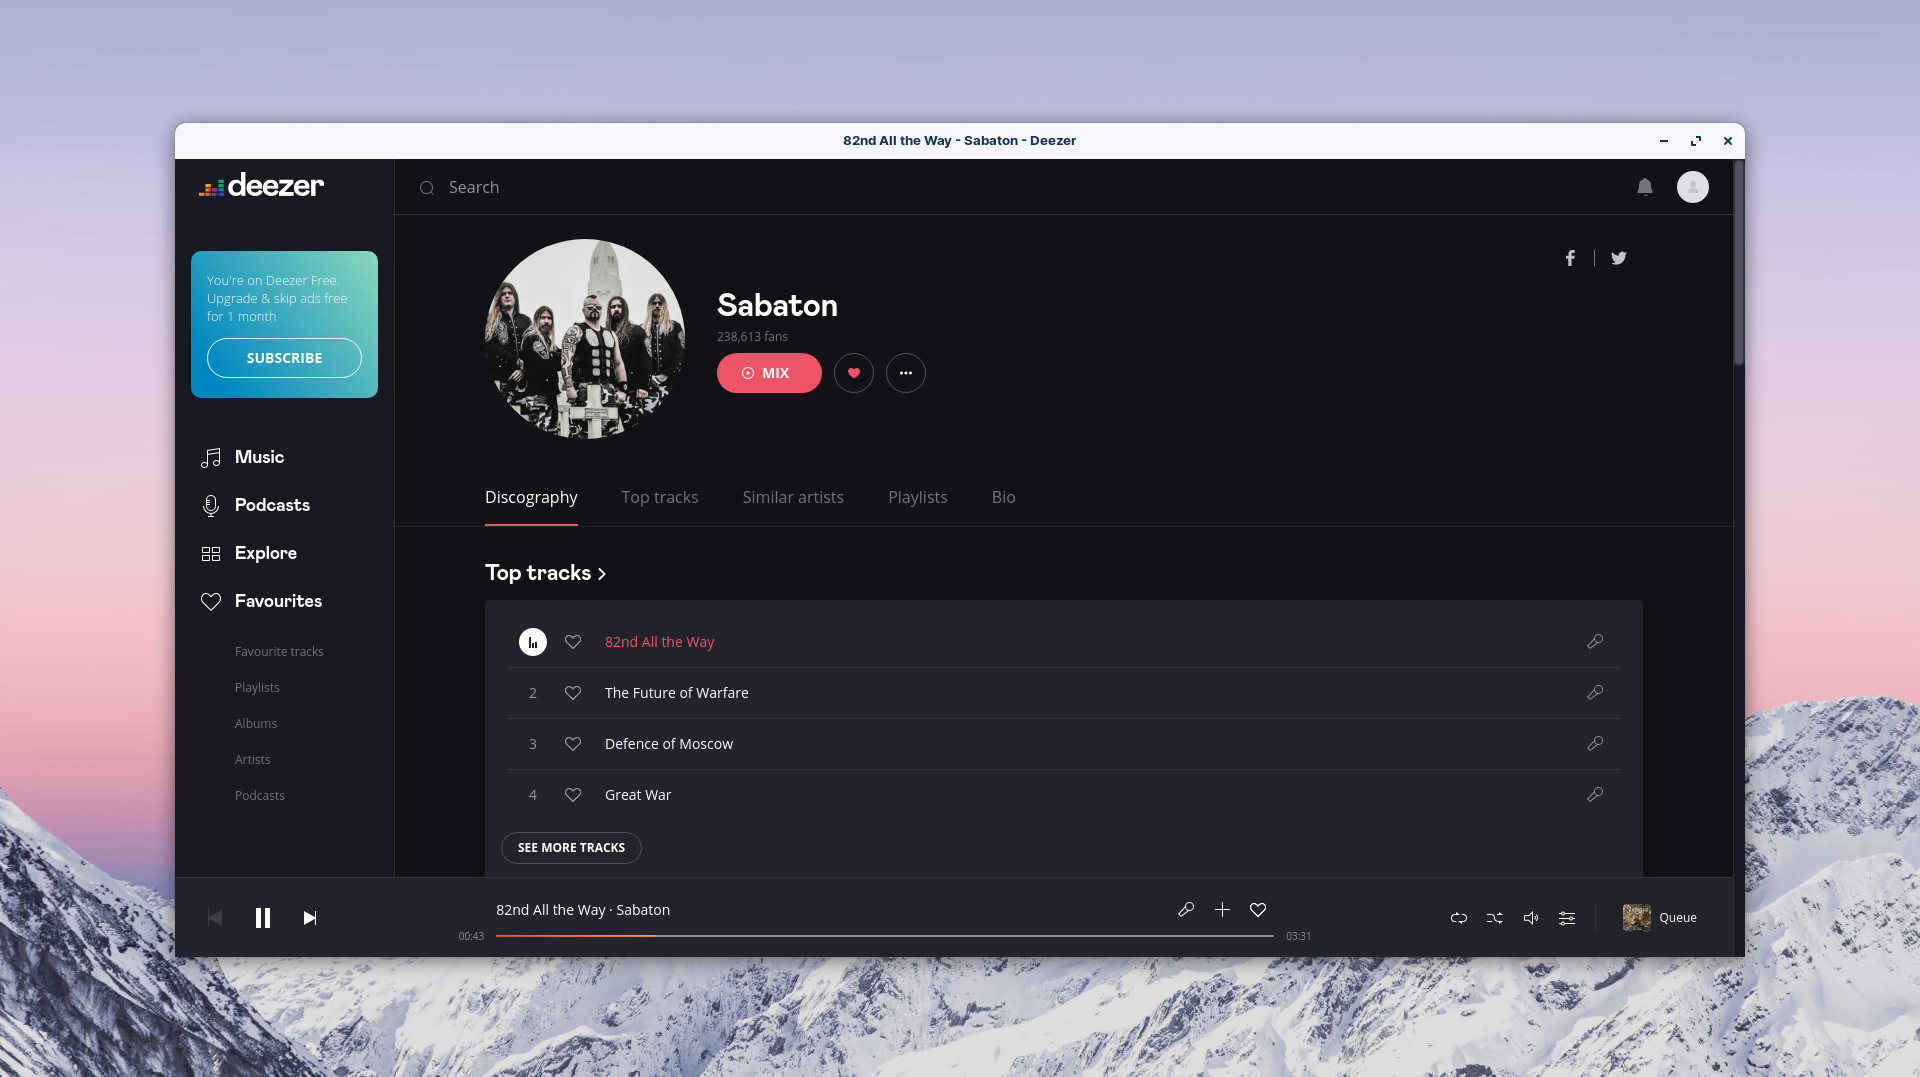 82nd All the Way - Sabaton - Deezer
deezer
Search
You're on Deezer Free.
Upgrade & skip ads free
for 1 month
SUBSCRIBE
Music
Podcasts
Explore
Favourites
Favourite tracks
Playlists
Albums
Artists
Podcasts
Sabaton
238,613 fans
MIX
Discography
Top tracks
Similar artists
Playlists
Bio
Top tracks
82nd All the Way
2 The Future of Warfare
3 Defence of Moscow
4 Great War
SEE MORE TRACKS
82nd All the Way · Sabaton
00:43
03:31
Queue